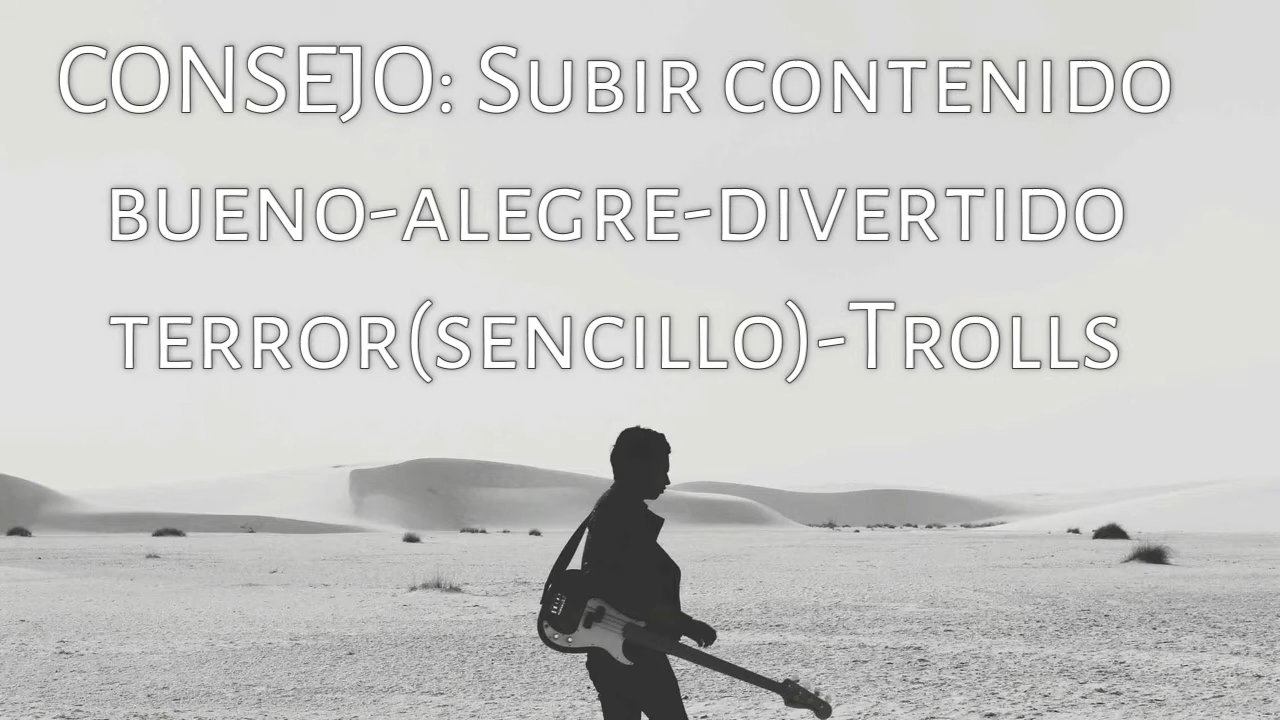 CONSEJO: Subir contenido
bueno-alegre-divertido
terror(sencillo)-Trolls